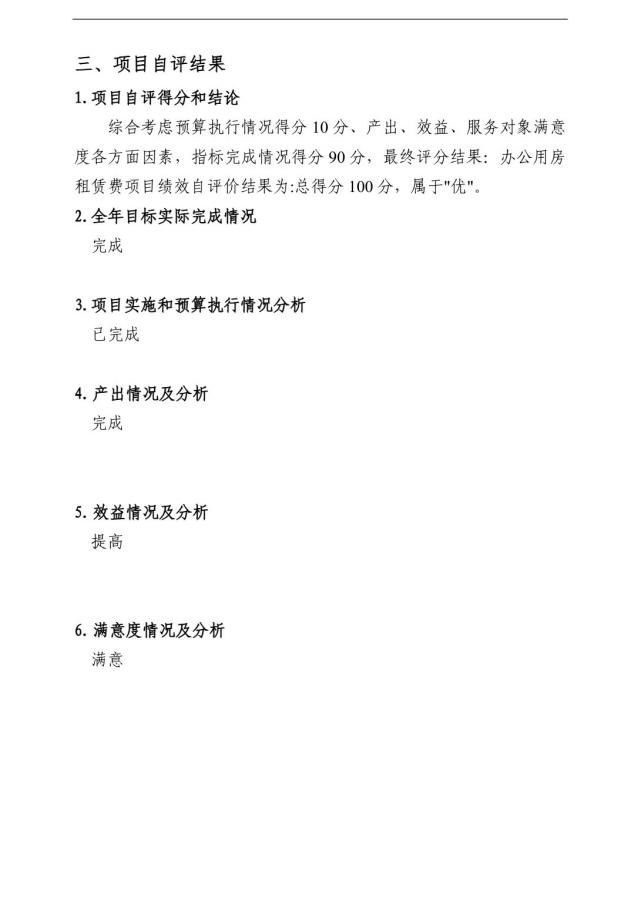 三、项目自评结果
1. 项目自评得分和结论
综合考虑预算执行情况得分 10 分、产出、效益、服务对象满意
度各方面因素，指标完成情况得分 90 分，最终评分结果：办公用房
租赁费项目绩效自评价结果为:总得分 100 分，属于"优"。
2. 全年目标实际完成情况
完成
3. 项目实施和预算执行情况分析
已完成
4. 产出情况及分析
完成
5. 效益情况及分析
提高
6. 满意度情况及分析
满意